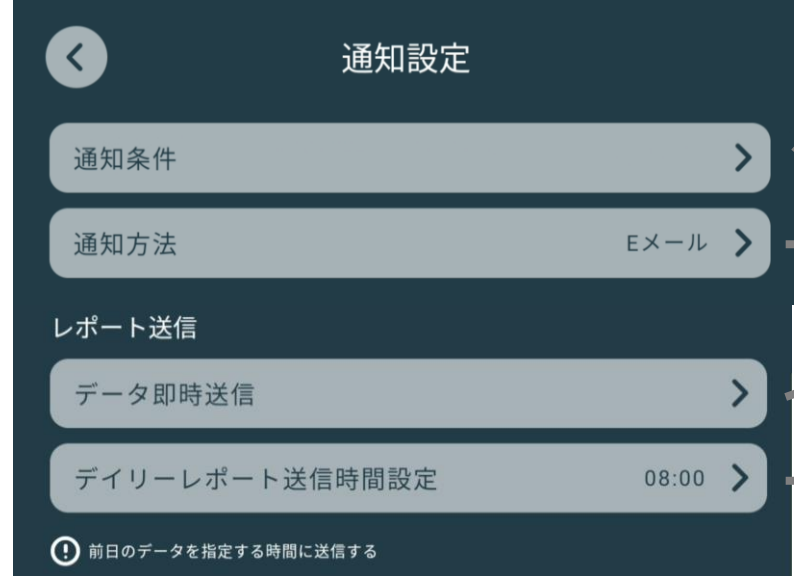 通知設定
通知条件
通知方法 Eメール
レポート送信
データ即時送信
デイリーレポート送信時間設定 08:00
前日のデータを指定する時間に送信する